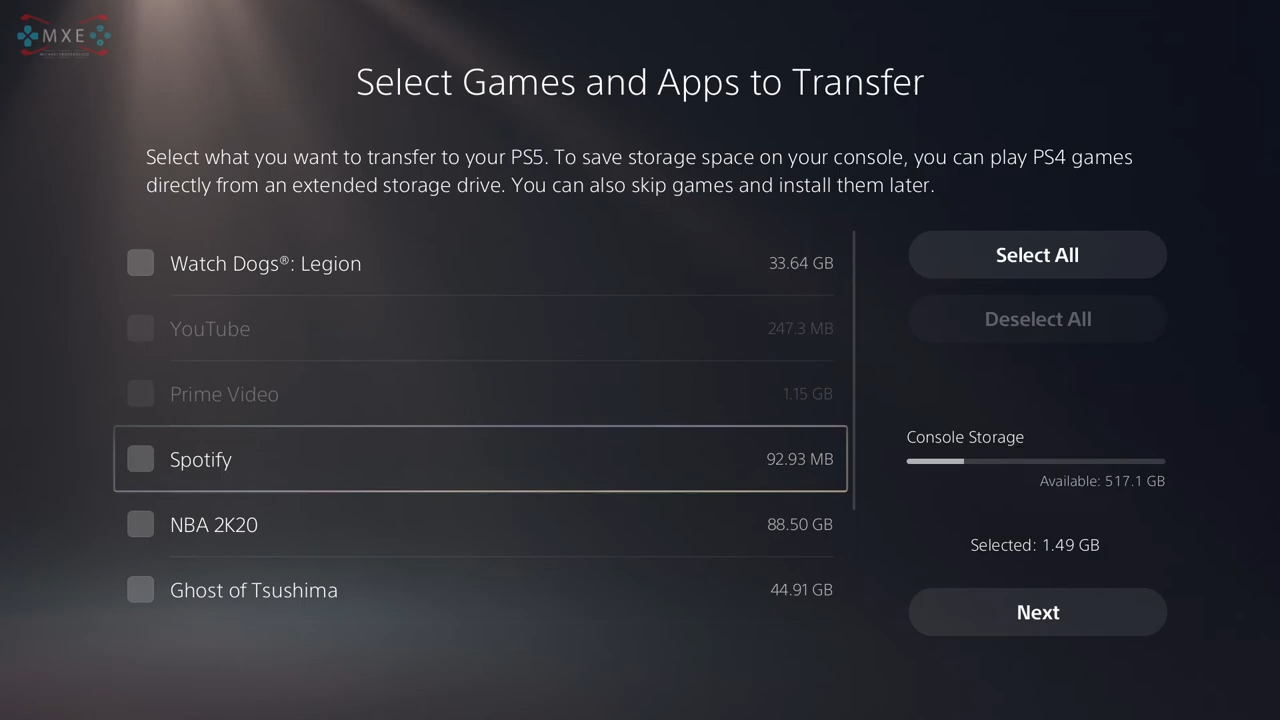 MXE
Select Games and Apps to Transfer
Select what you want to transfer to your PS5. To save storage space on your console, you can play PS4 games
directly from an extended storage drive. You can also skip games and install them later.
Watch Dogs®: Legion 33.64 GB
YouTube 247.3 MB
Prime Video 1.15 GB
Spotify 92.93 MB
NBA 2K20 88.50 GB
Ghost of Tsushima 44.91 GB
Select All
Deselect All
Console Storage
Available: 517.1 GB
Selected: 1.49 GB
Next